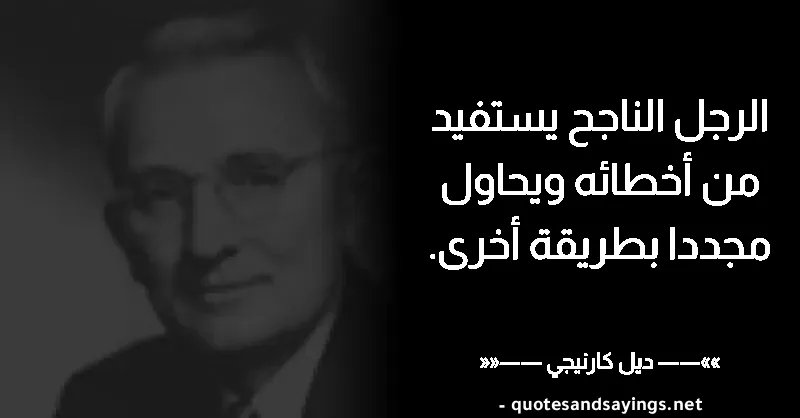 الرجل الناجح يستفيد
من أخطائه ويحاول
مجددا بطريقة أخرى.
»»—— ديل كارنيجي ——««
- quotesandsayings.net